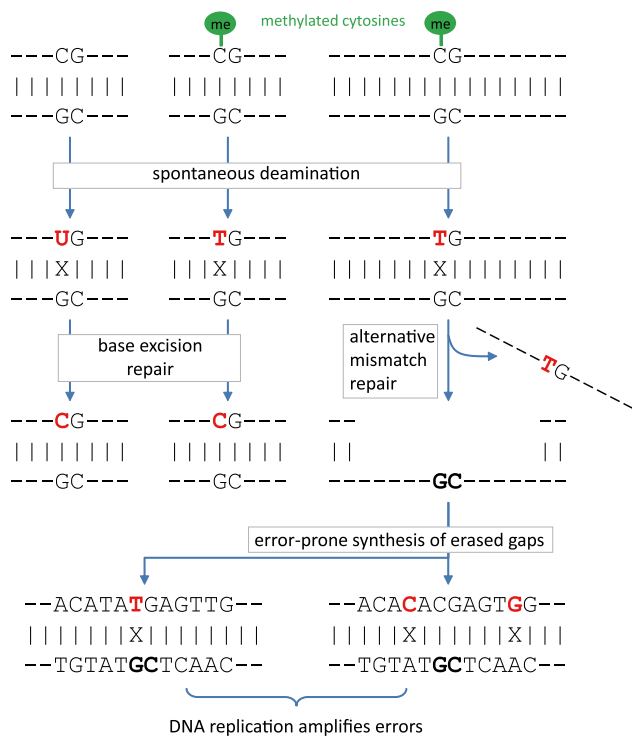 me methylated cytosines me
---CG--- ---CG--- ------CG------
| | | | | | | | | | | | | | | | | | | | | | | | | | | | | |
---GC--- ---GC--- ------GC------
spontaneous deamination
---UG--- ---TG--- ------TG------
| | | X | | | | | | | X | | | | | | | | | | X | | | | | | |
---GC--- ---GC--- ------GC------
base excision
repair
alternative
mismatch
repair
TG
---CG--- ---CG--- -- --
| | | | | | | | | | | | | | | | | | | |
---GC--- ---GC--- ------GC------
error-prone synthesis of erased gaps
--ACATATGAGTTG-- --ACACACGAGTGG--
| | | | | | | X | | | | | | | | | | | | | X | | | | | | X | |
--TGTATGCTCAAC-- --TGTATGCTCAAC--
DNA replication amplifies errors